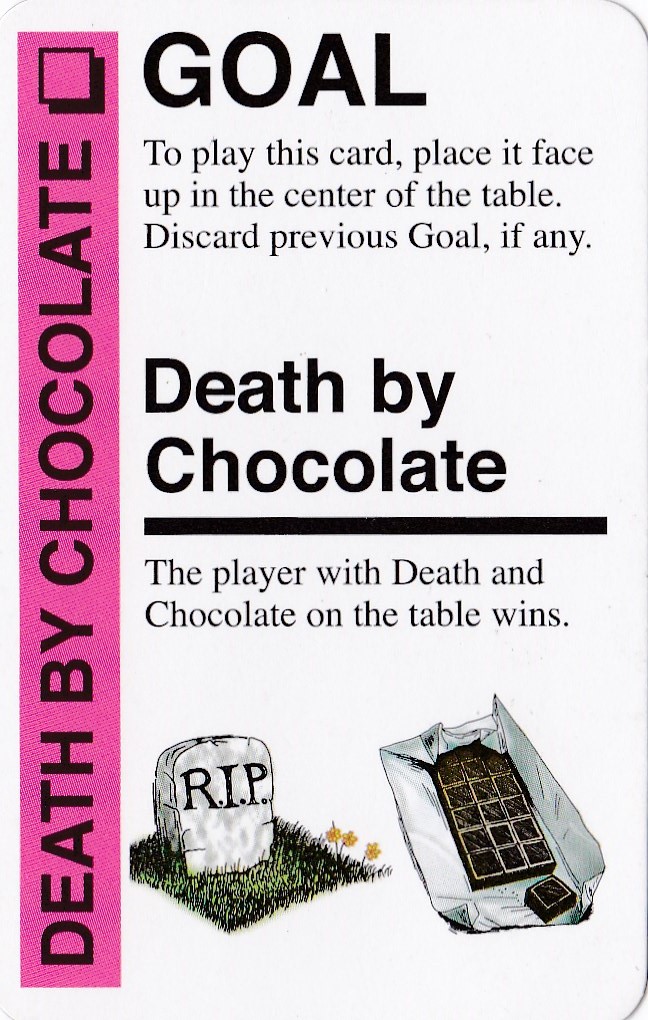 DEATH BY CHOCOLATE
GOAL
To play this card, place it face
up in the center of the table.
Discard previous Goal, if any.
Death by
Chocolate
The player with Death and
Chocolate on the table wins.
R.I.P.